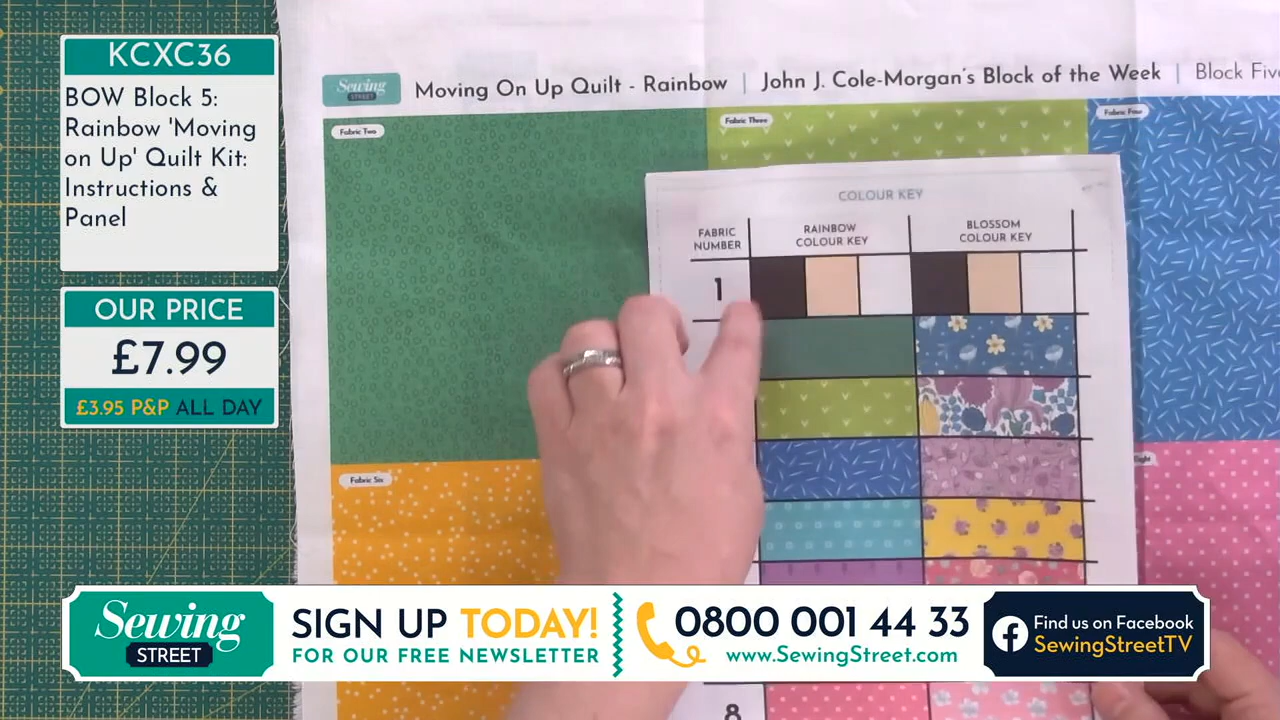 KCXC36
BOW Block 5:
Rainbow 'Moving
on Up' Quilt Kit:
Instructions &
Panel
OUR PRICE
£7.99
£3.95 P&P ALL DAY
Sewing
STREET
Moving On Up Quilt - Rainbow | John J. Cole-Morgan's Block of the Week | Block Five
Fabric Two
Fabric Three
Fabric Four
COLOUR KEY
FABRIC
NUMBER
RAINBOW
COLOUR KEY
BLOSSOM
COLOUR KEY
1
Fabric Six
Eight
8
Sewing
STREET
SIGN UP TODAY!
FOR OUR FREE NEWSLETTER
0800 001 44 33
www.SewingStreet.com
Find us on Facebook
SewingStreetTV